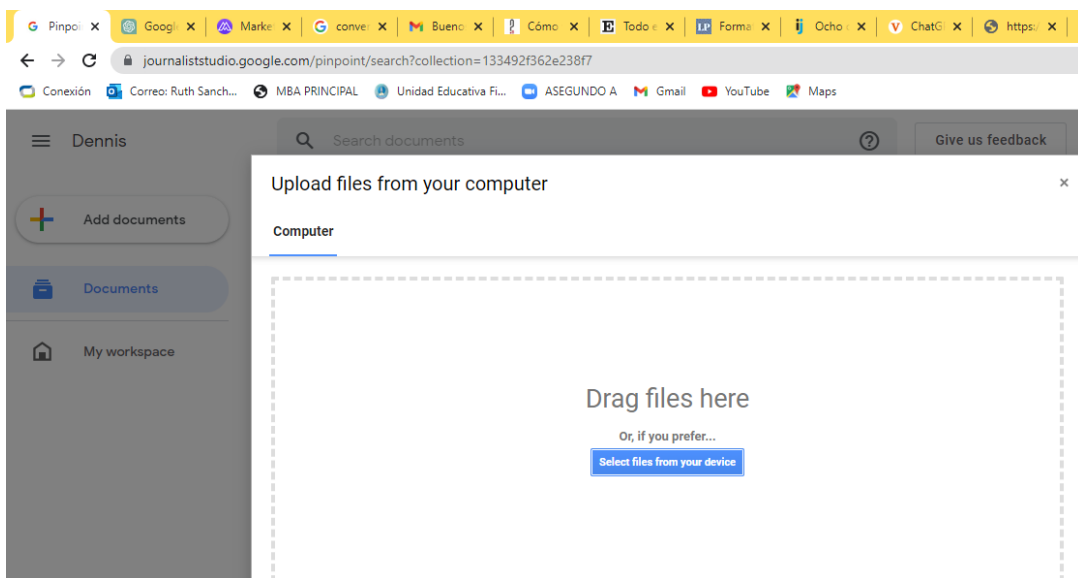 Pinpoi Googl Marke conver Bueno Cómo Todo e Forma Ocho ChatG https:/
journaliststudio.google.com/pinpoint/search?collection=133492f362e238f7
Conexión Correo: Ruth Sanch... MBA PRINCIPAL Unidad Educativa Fi... ASEGUNDO A Gmail YouTube Maps
Dennis Search documents Give us feedback
Upload files from your computer
Add documents
Computer
Documents
My workspace
Drag files here
Or, if you prefer...
Select files from your device